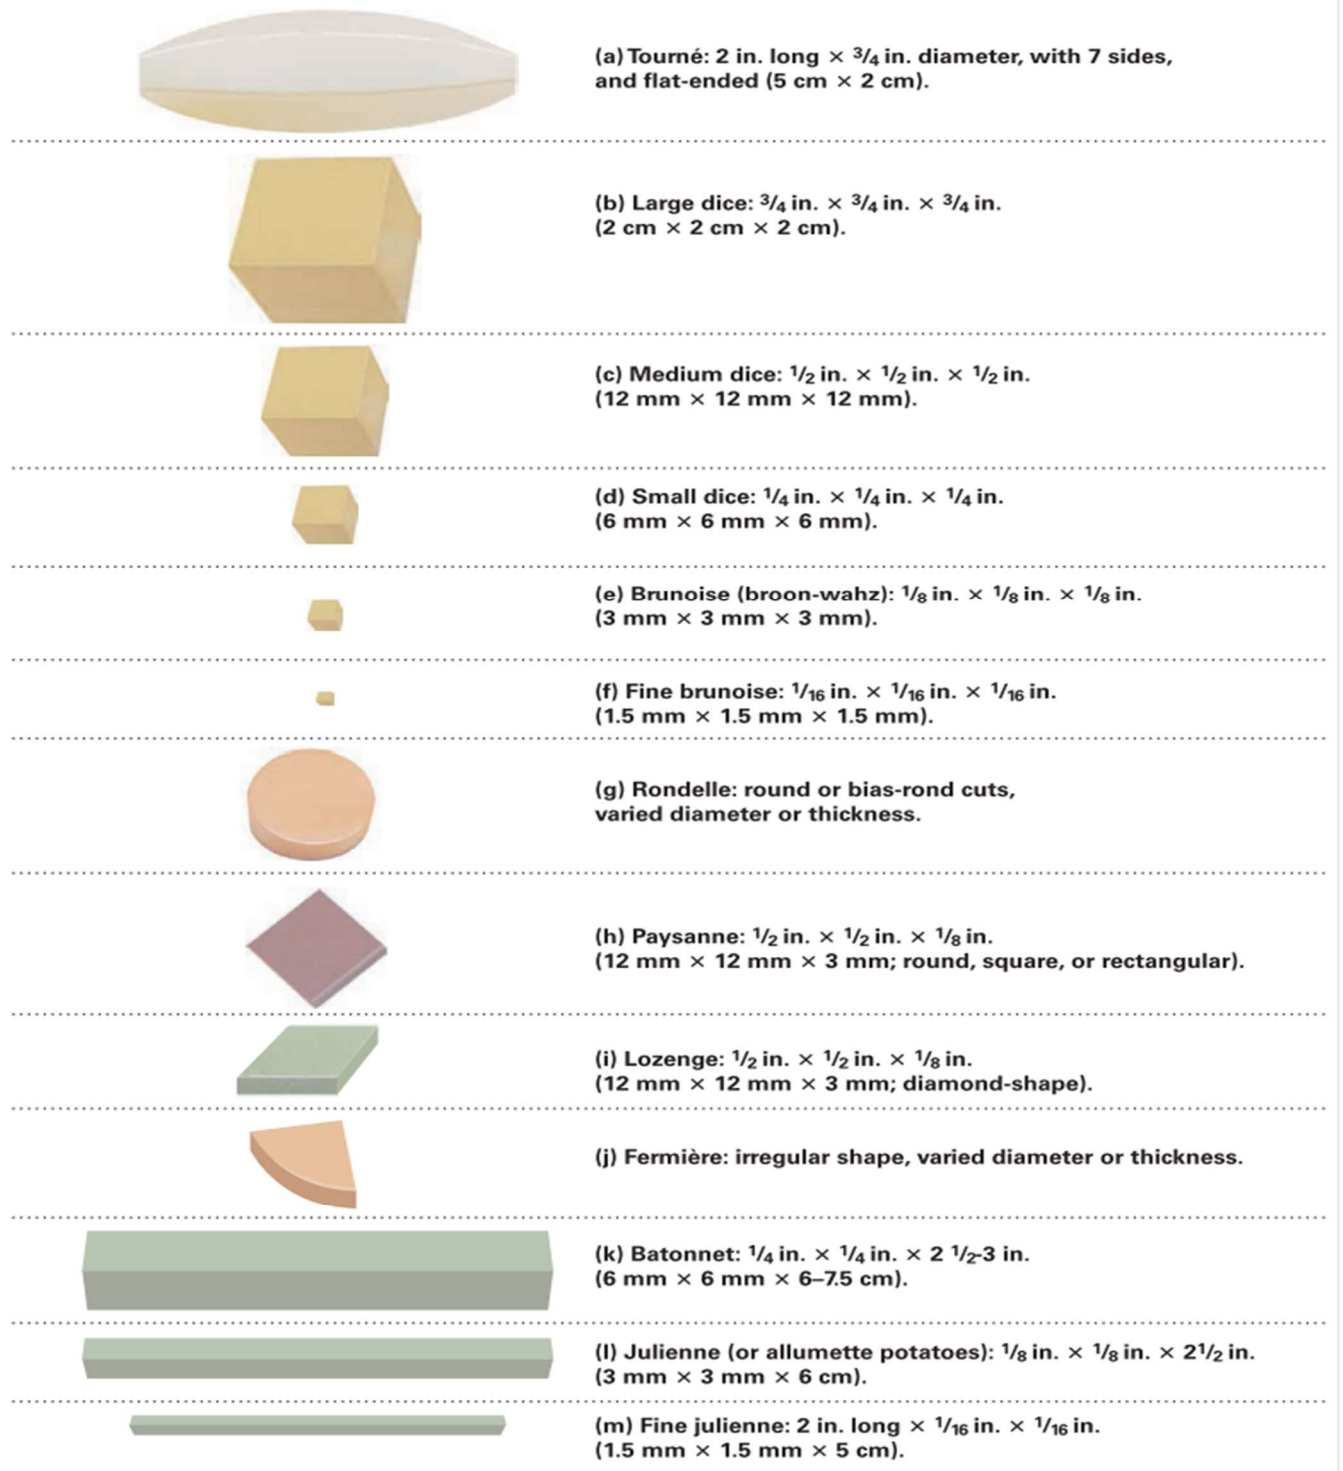 (a) Tourné: 2 in. long × 3/4 in. diameter, with 7 sides,
and flat-ended (5 cm × 2 cm).
(b) Large dice: 3/4 in. × 3/4 in. × 3/4 in.
(2 cm × 2 cm × 2 cm).
(c) Medium dice: 1/2 in. × 1/2 in. × 1/2 in.
(12 mm × 12 mm × 12 mm).
(d) Small dice: 1/4 in. × 1/4 in. × 1/4 in.
(6 mm × 6 mm × 6 mm).
(e) Brunoise (broon-wahz): 1/8 in. × 1/8 in. × 1/8 in.
(3 mm × 3 mm × 3 mm).
(f) Fine brunoise: 1/16 in. × 1/16 in. × 1/16 in.
(1.5 mm × 1.5 mm × 1.5 mm).
(g) Rondelle: round or bias-rond cuts,
varied diameter or thickness.
(h) Paysanne: 1/2 in. × 1/2 in. × 1/8 in.
(12 mm × 12 mm × 3 mm; round, square, or rectangular).
(i) Lozenge: 1/2 in. × 1/2 in. × 1/8 in.
(12 mm × 12 mm × 3 mm; diamond-shape).
(j) Fermière: irregular shape, varied diameter or thickness.
(k) Batonnet: 1/4 in. × 1/4 in. × 2 1/2-3 in.
(6 mm × 6 mm × 6–7.5 cm).
(l) Julienne (or allumette potatoes): 1/8 in. × 1/8 in. × 2 1/2 in.
(3 mm × 3 mm × 6 cm).
(m) Fine julienne: 2 in. long × 1/16 in. × 1/16 in.
(1.5 mm × 1.5 mm × 5 cm).